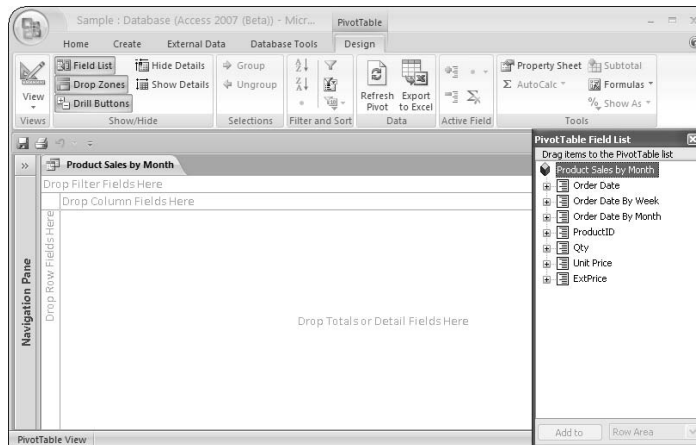 Sample : Database (Access 2007 (Beta)) - Micr...
PivotTable
Home Create External Data Database Tools Design
View
Views
Field List
Drop Zones
Drill Buttons
Hide Details
Show Details
Show/Hide
Group
Ungroup
Selections
Filter and Sort
Refresh Pivot
Export to Excel
Data
Active Field
Property Sheet
Σ AutoCalc
Subtotal
Formulas
% Show As
Tools
Product Sales by Month
Navigation Pane
Drop Filter Fields Here
Drop Column Fields Here
Drop Row Fields Here
Drop Totals or Detail Fields Here
PivotTable Field List
Drag items to the PivotTable list
Product Sales by Month
Order Date
Order Date By Week
Order Date By Month
ProductID
Qty
Unit Price
ExtPrice
Add to
Row Area
PivotTable View